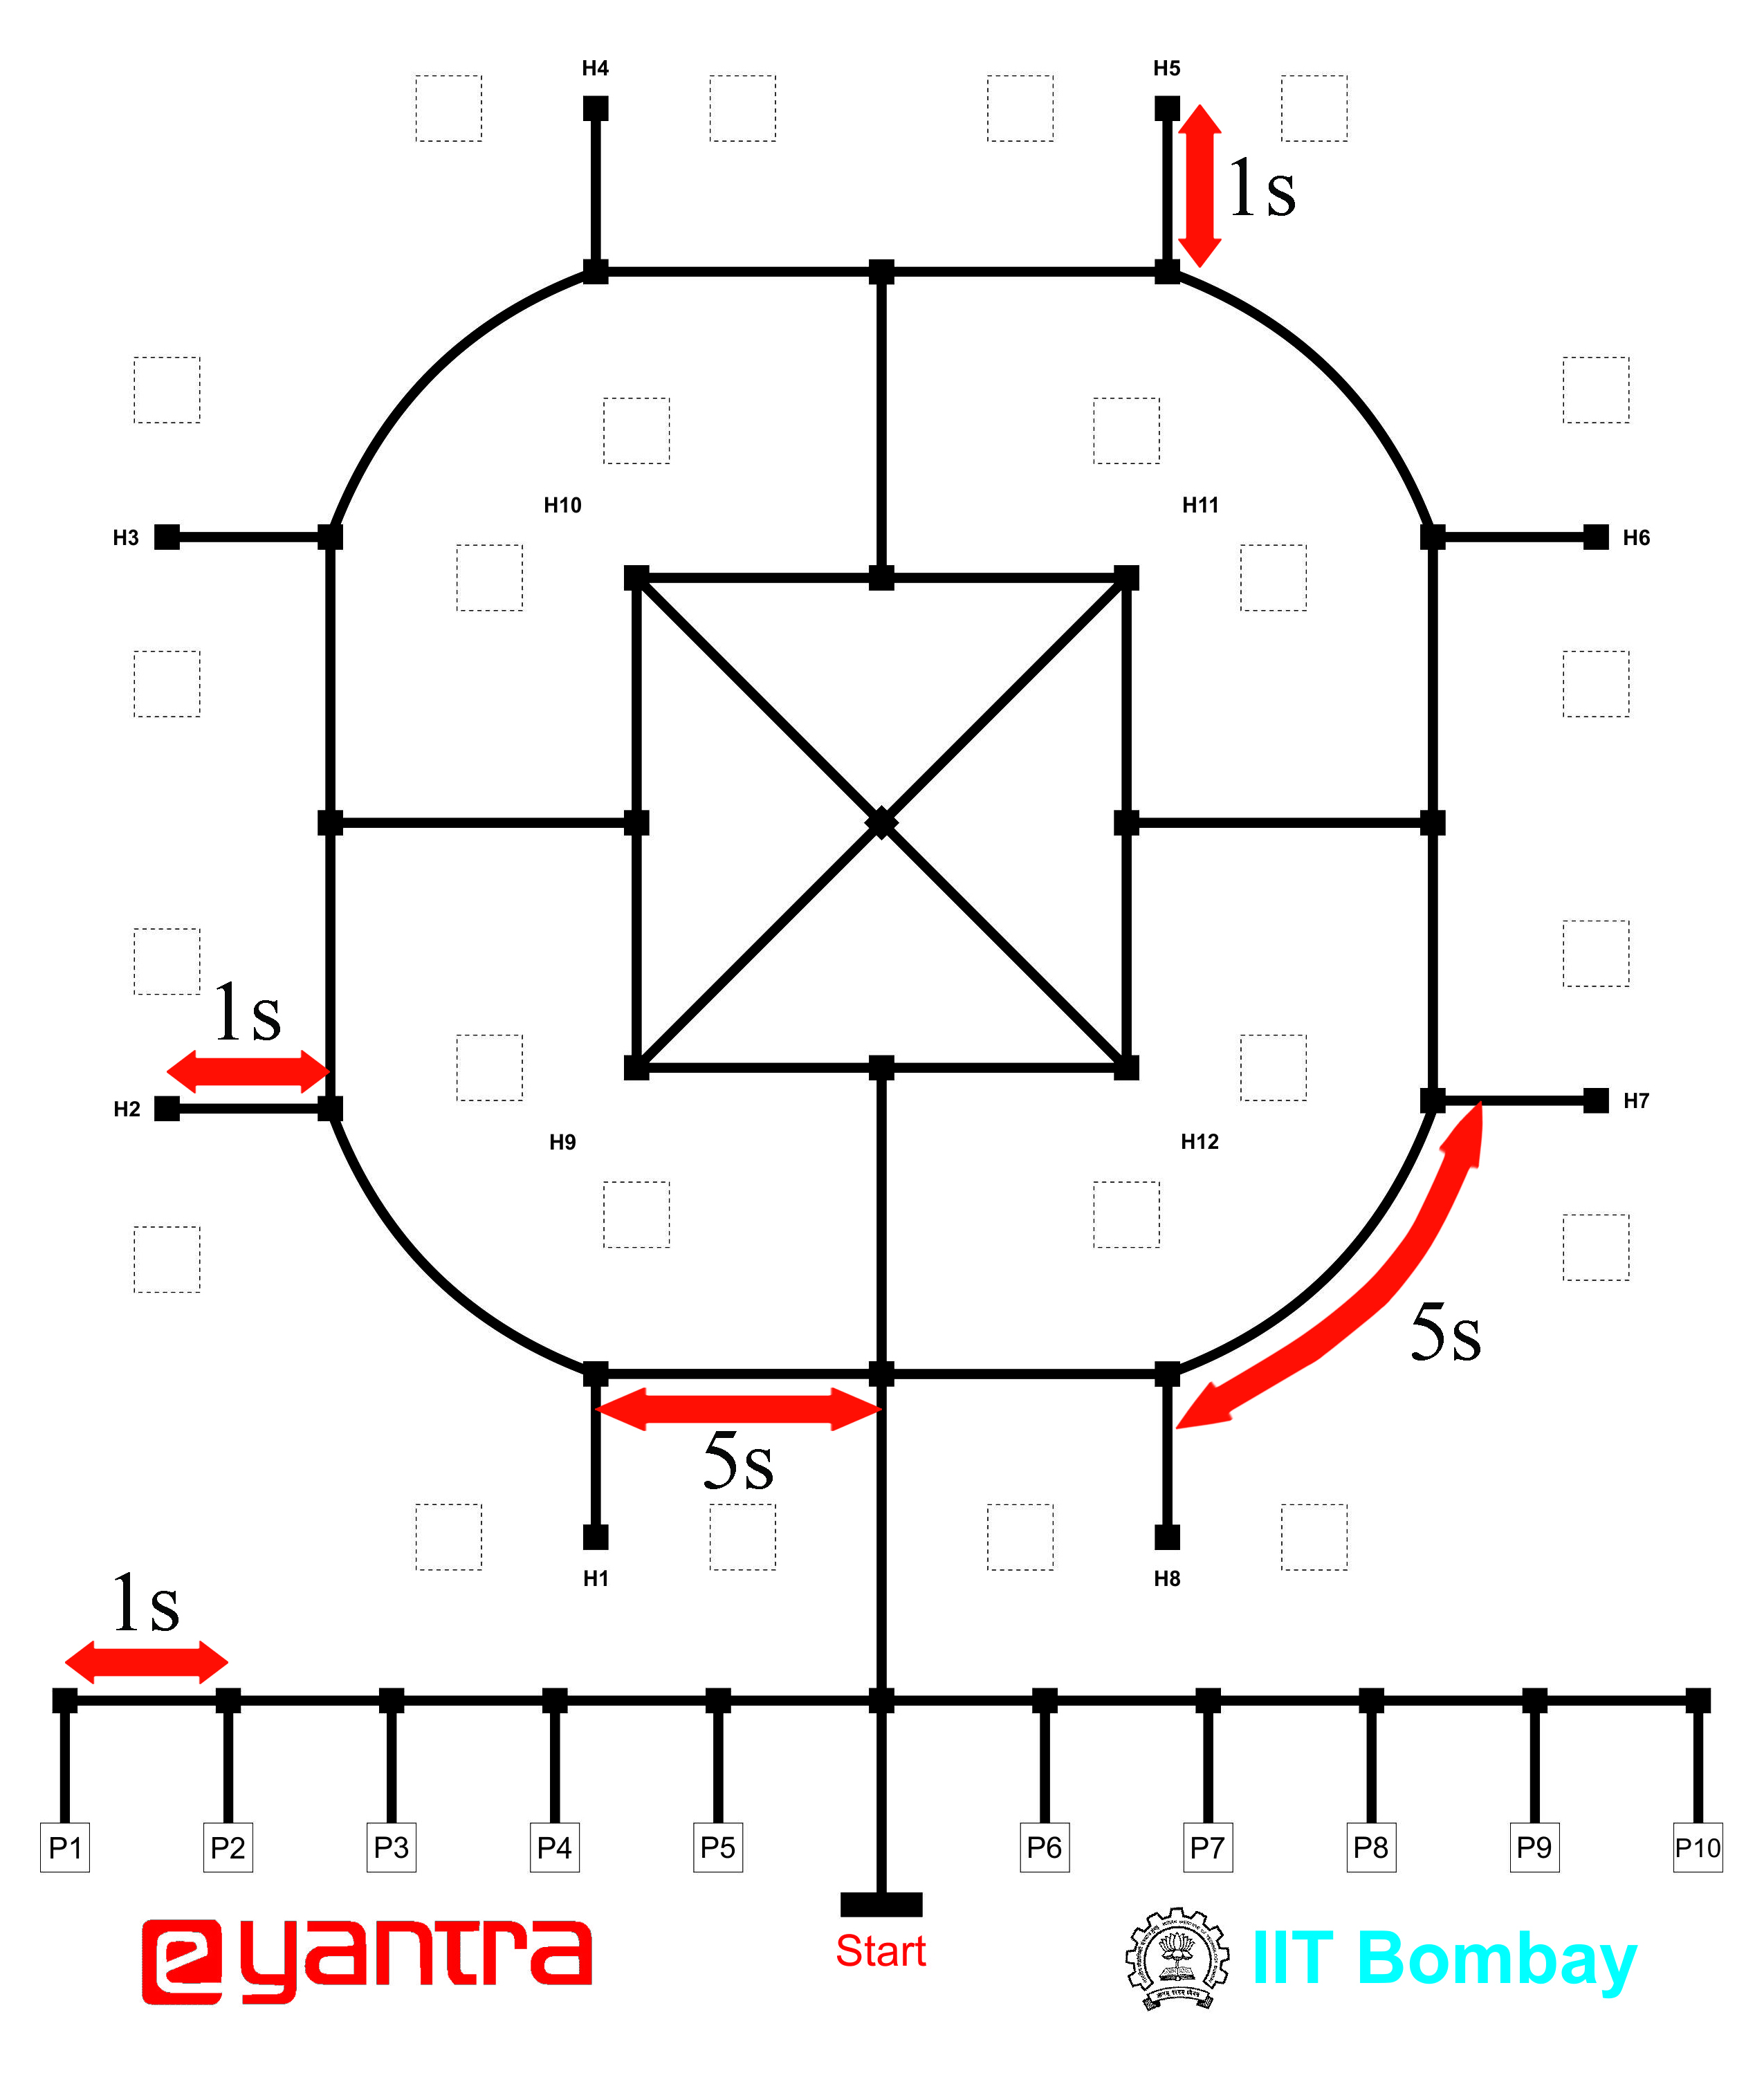 H4
H5
1s
H10
H11
H3
H6
1s
H2
H7
H9
H12
5s
5s
H1
H8
1s
P1
P2
P3
P4
P5
P6
P7
P8
P9
P10
eyantra
Start
IIT Bombay